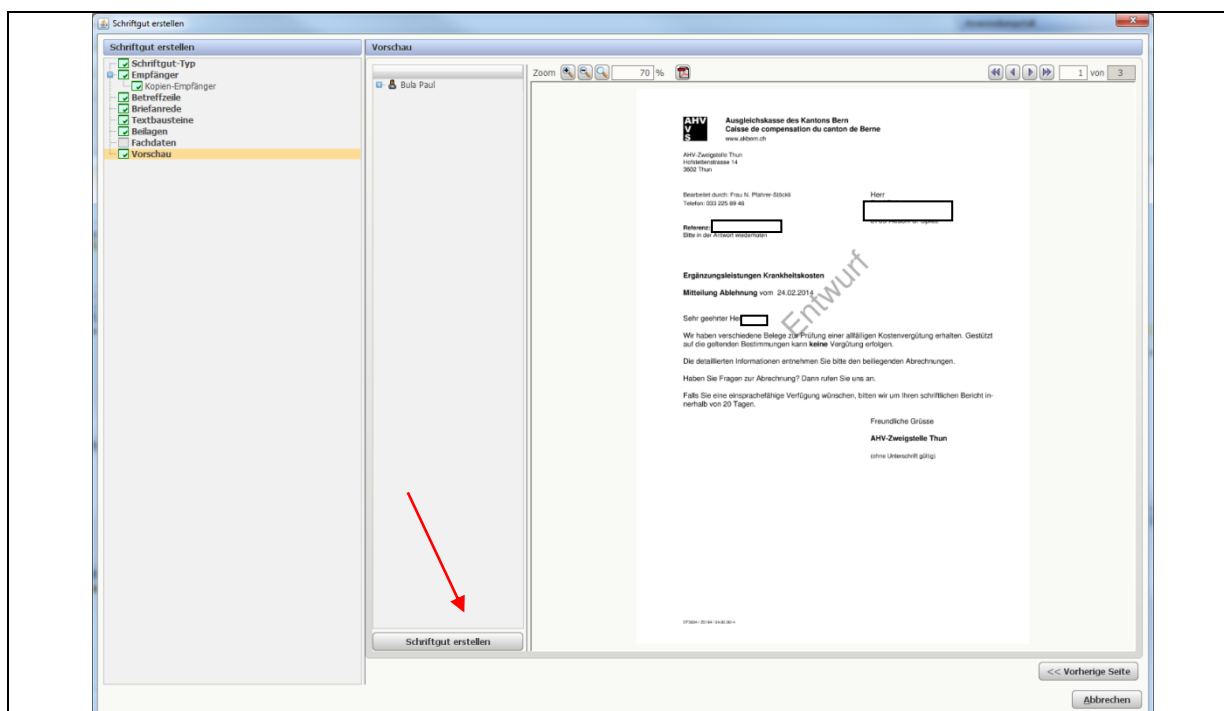 Schriftgut erstellen
Schriftgut erstellen
Schriftgut-Typ
Empfänger
Kopien-Empfänger
Betreffzeile
Briefanrede
Textbausteine
Beilagen
Fachdaten
Vorschau
Vorschau
Bula Paul
Schriftgut erstellen
Zoom 70 %
1 von 3
AHV
V
S
Ausgleichskasse des Kantons Bern
Caisse de compensation du canton de Berne
www.akbern.ch
AHV-Zweigstelle Thun
Hofstettenstrasse 14
3602 Thun
Bearbeitet durch: Frau N. Pfahrer-Stöckli
Telefon: 033 225 89 46
Herr
Referenz:
Bitte in der Antwort wiederholen
Entwurf
Ergänzungsleistungen Krankheitskosten
Mitteilung Ablehnung vom 24.02.2014
Sehr geehrter Her
Wir haben verschiedene Belege zur Prüfung einer allfälligen Kostenvergütung erhalten. Gestützt
auf die geltenden Bestimmungen kann keine Vergütung erfolgen.
Die detaillierten Informationen entnehmen Sie bitte den beiliegenden Abrechnungen.
Haben Sie Fragen zur Abrechnung? Dann rufen Sie uns an.
Falls Sie eine einsprachefähige Verfügung wünschen, bitten wir um Ihren schriftlichen Bericht in-
nerhalb von 20 Tagen.
Freundliche Grüsse
AHV-Zweigstelle Thun
(ohne Unterschrift gültig)
<< Vorherige Seite
Abbrechen